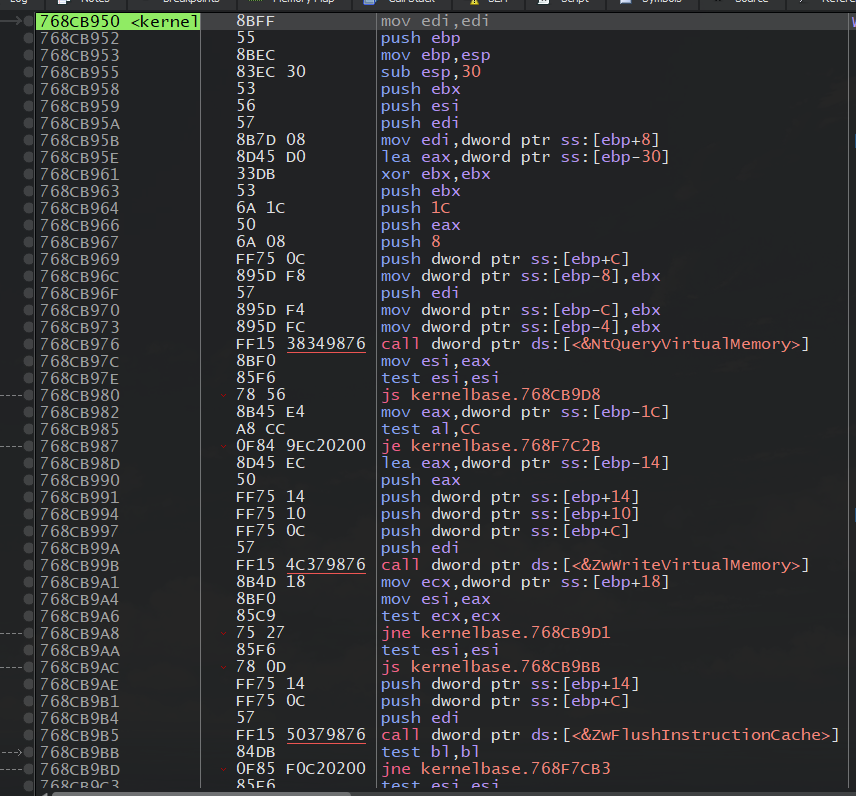 Log Notes Breakpoints Memory Map Call Stack SEH Script Symbols Source
768CB950 <kernel 8BFF mov edi,edi
768CB952 55 push ebp
768CB953 8BEC mov ebp,esp
768CB955 83EC 30 sub esp,30
768CB958 53 push ebx
768CB959 56 push esi
768CB95A 57 push edi
768CB95B 8B7D 08 mov edi,dword ptr ss:[ebp+8]
768CB95E 8D45 D0 lea eax,dword ptr ss:[ebp-30]
768CB961 33DB xor ebx,ebx
768CB963 53 push ebx
768CB964 6A 1C push 1C
768CB966 50 push eax
768CB967 6A 08 push 8
768CB969 FF75 0C push dword ptr ss:[ebp+C]
768CB96C 895D F8 mov dword ptr ss:[ebp-8],ebx
768CB96F 57 push edi
768CB970 895D F4 mov dword ptr ss:[ebp-C],ebx
768CB973 895D FC mov dword ptr ss:[ebp-4],ebx
768CB976 FF15 38349876 call dword ptr ds:[<&NtQueryVirtualMemory>]
768CB97C 8BF0 mov esi,eax
768CB97E 85F6 test esi,esi
768CB980 78 56 js kernelbase.768CB9D8
768CB982 8B45 E4 mov eax,dword ptr ss:[ebp-1C]
768CB985 A8 CC test al,CC
768CB987 0F84 9EC20200 je kernelbase.768F7C2B
768CB98D 8D45 EC lea eax,dword ptr ss:[ebp-14]
768CB990 50 push eax
768CB991 FF75 14 push dword ptr ss:[ebp+14]
768CB994 FF75 10 push dword ptr ss:[ebp+10]
768CB997 FF75 0C push dword ptr ss:[ebp+C]
768CB99A 57 push edi
768CB99B FF15 4C379876 call dword ptr ds:[<&ZwWriteVirtualMemory>]
768CB9A1 8B4D 18 mov ecx,dword ptr ss:[ebp+18]
768CB9A4 8BF0 mov esi,eax
768CB9A6 85C9 test ecx,ecx
768CB9A8 75 27 jne kernelbase.768CB9D1
768CB9AA 85F6 test esi,esi
768CB9AC 78 0D js kernelbase.768CB9BB
768CB9AE FF75 14 push dword ptr ss:[ebp+14]
768CB9B1 FF75 0C push dword ptr ss:[ebp+C]
768CB9B4 57 push edi
768CB9B5 FF15 50379876 call dword ptr ds:[<&ZwFlushInstructionCache>]
768CB9BB 84DB test bl,bl
768CB9BD 0F85 F0C20200 jne kernelbase.768F7CB3
768CB9C3 85F6 test esi,esi